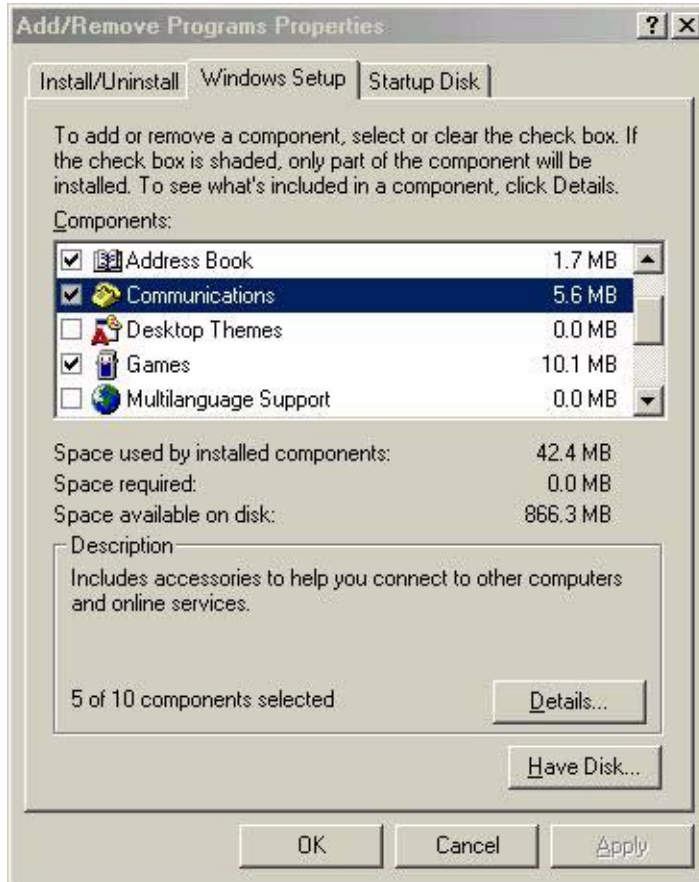 Add/Remove Programs Properties
Install/Uninstall Windows Setup Startup Disk
To add or remove a component, select or clear the check box. If
the check box is shaded, only part of the component will be
installed. To see what's included in a component, click Details.
Components:
Address Book 1.7 MB
Communications 5.6 MB
Desktop Themes 0.0 MB
Games 10.1 MB
Multilanguage Support 0.0 MB
Space used by installed components: 42.4 MB
Space required: 0.0 MB
Space available on disk: 866.3 MB
Description
Includes accessories to help you connect to other computers
and online services.
5 of 10 components selected Details...
Have Disk...
OK Cancel Apply